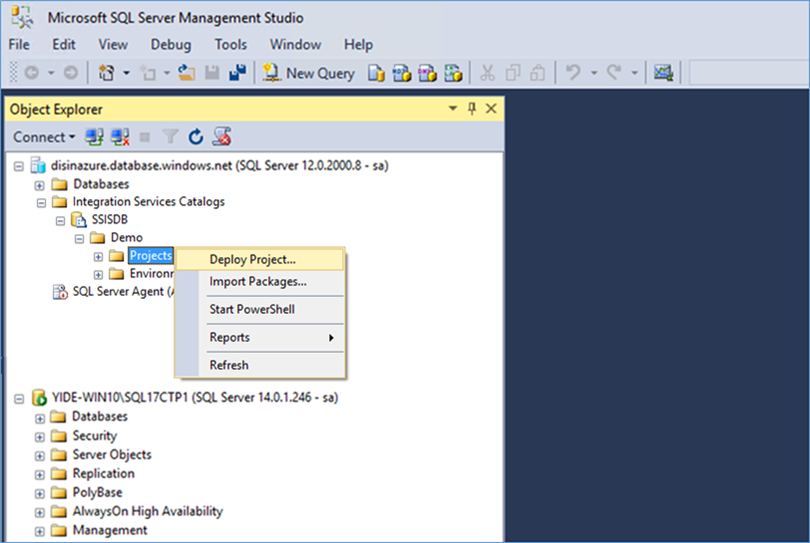 Microsoft SQL Server Management Studio
File Edit View Debug Tools Window Help
New Query
Object Explorer
Connect
disinazure.database.windows.net (SQL Server 12.0.2000.8 - sa)
Databases
Integration Services Catalogs
SSISDB
Demo
Projects
Deploy Project...
Environm
Import Packages...
SQL Server Agent (A
Start PowerShell
Reports
Refresh
YIDE-WIN10\SQL17CTP1 (SQL Server 14.0.1.246 - sa)
Databases
Security
Server Objects
Replication
PolyBase
AlwaysOn High Availability
Management